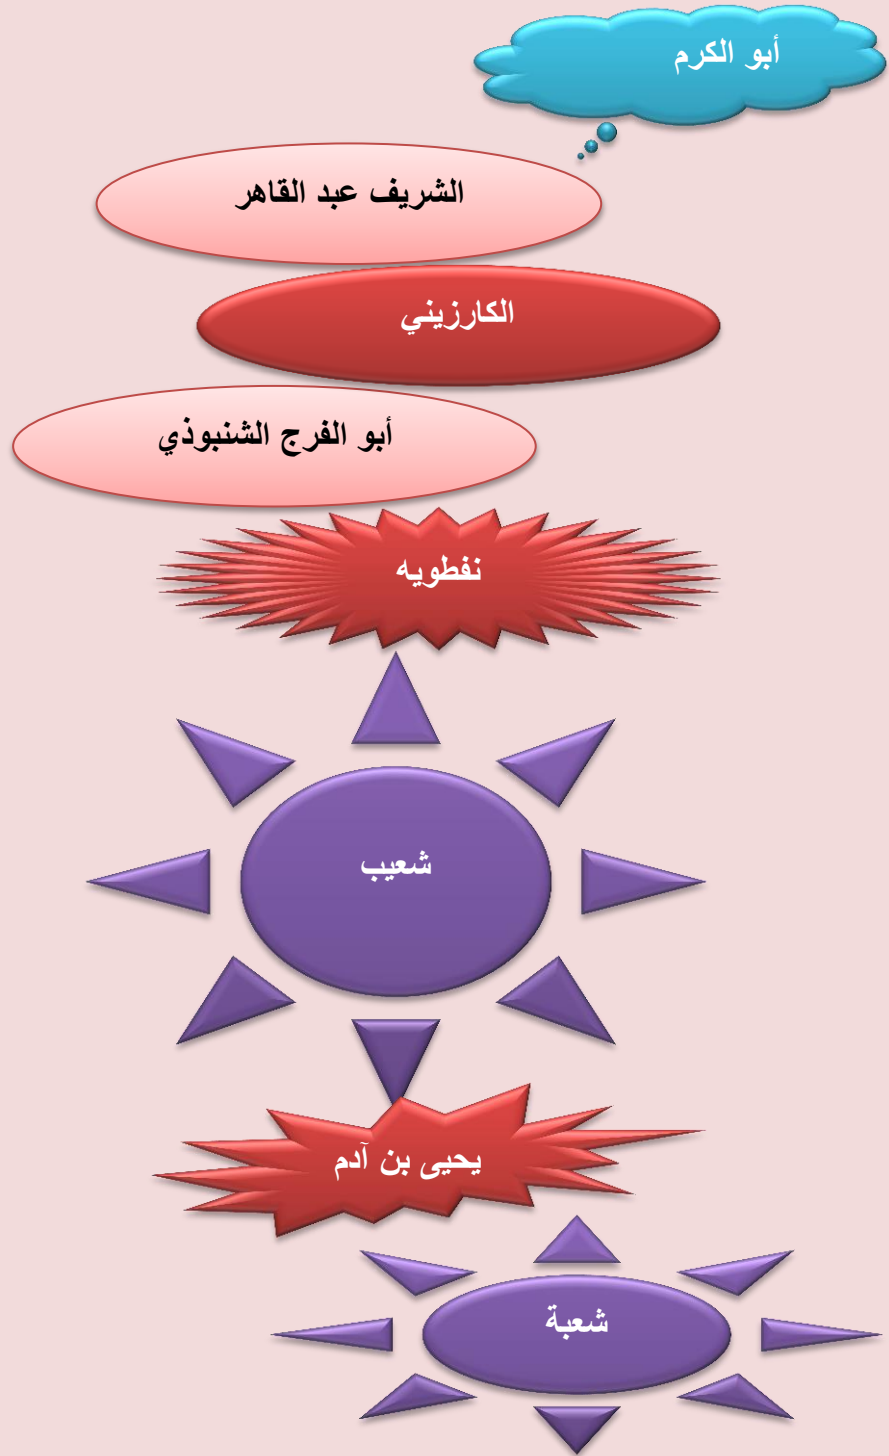 أبو الكرم
الشريف عبد القاهر
الكارزيني
أبو الفرج الشنبوذي
نفطويه
شعيب
يحيى بن آدم
شعبة